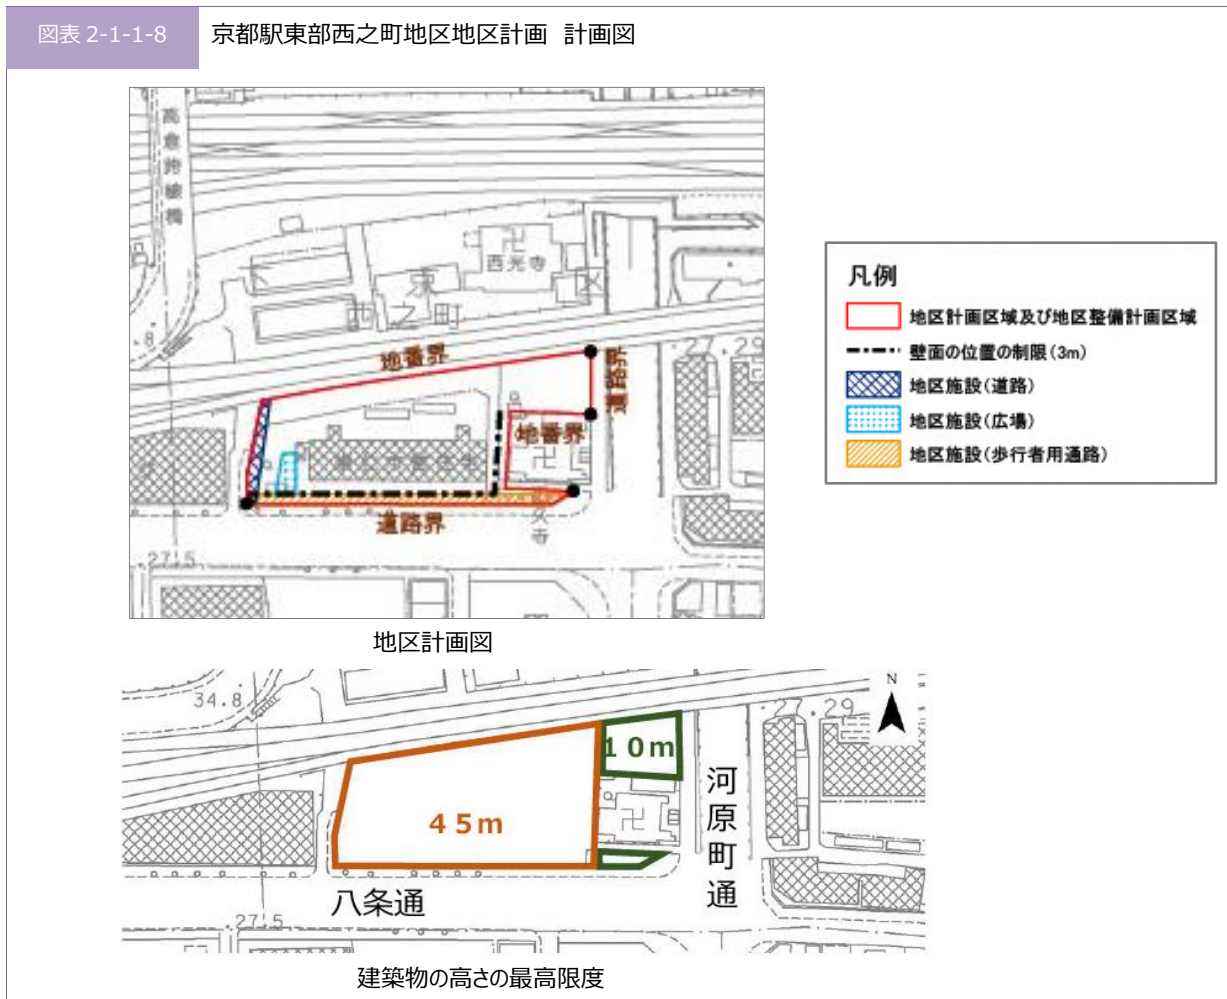 図表 2-1-1-8
京都駅東部西之町地区地区計画 計画図
高倉跨線橋
西光寺
西之町
地番界
道路界
27.29
地番界
道路界
27.5
凡例
地区計画区域及び地区整備計画区域
壁面の位置の制限(3m)
地区施設(道路)
地区施設(広場)
地区施設(歩行者用通路)
地区計画図
34.8
N
27.29
10m
45m
河原町通
八条通
27.5
建築物の高さの最高限度